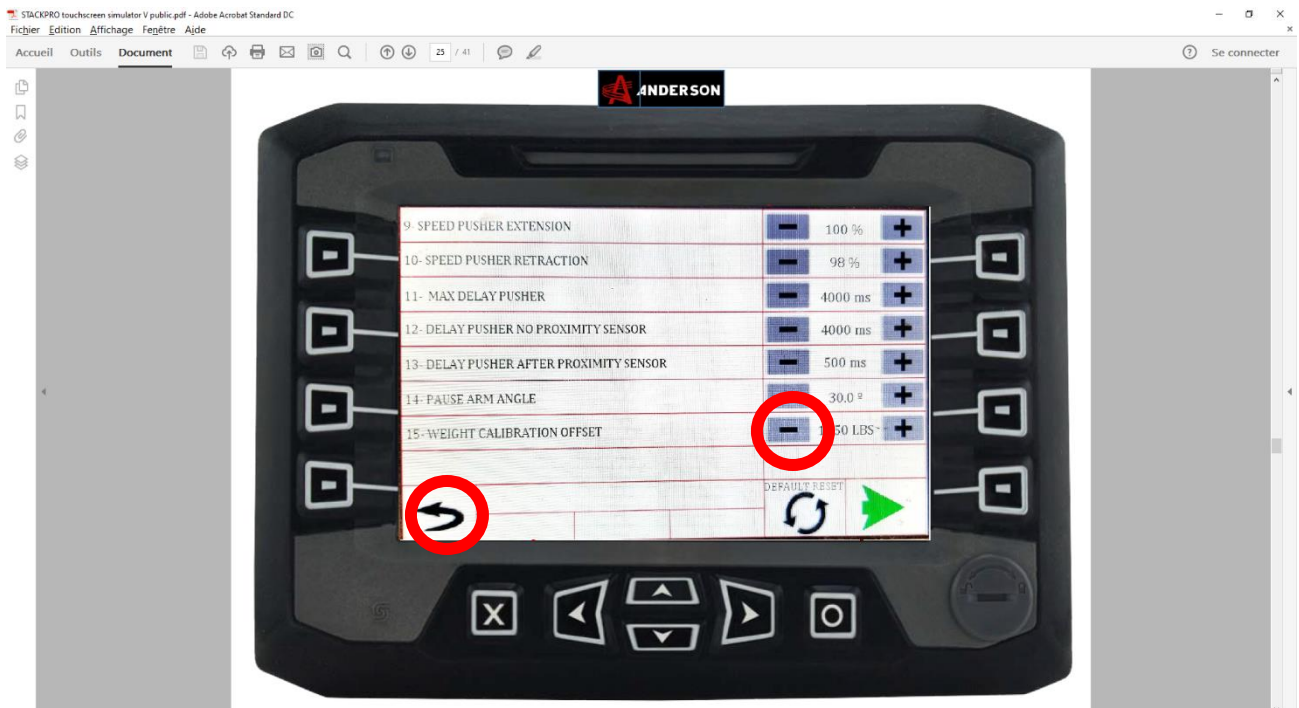 STACKPRO touchscreen simulator V public.pdf - Adobe Acrobat Standard DC
Fichier Edition Affichage Fenêtre Aide
Accueil Outils Document 25 / 41 Se connecter
ANDERSON
9- SPEED PUSHER EXTENSION 100 %
10- SPEED PUSHER RETRACTION 98 %
11- MAX DELAY PUSHER 4000 ms
12- DELAY PUSHER NO PROXIMITY SENSOR 4000 ms
13- DELAY PUSHER AFTER PROXIMITY SENSOR 500 ms
14- PAUSE ARM ANGLE 30.0 º
15- WEIGHT CALIBRATION OFFSET LBS
DEFAULT RESET
X O